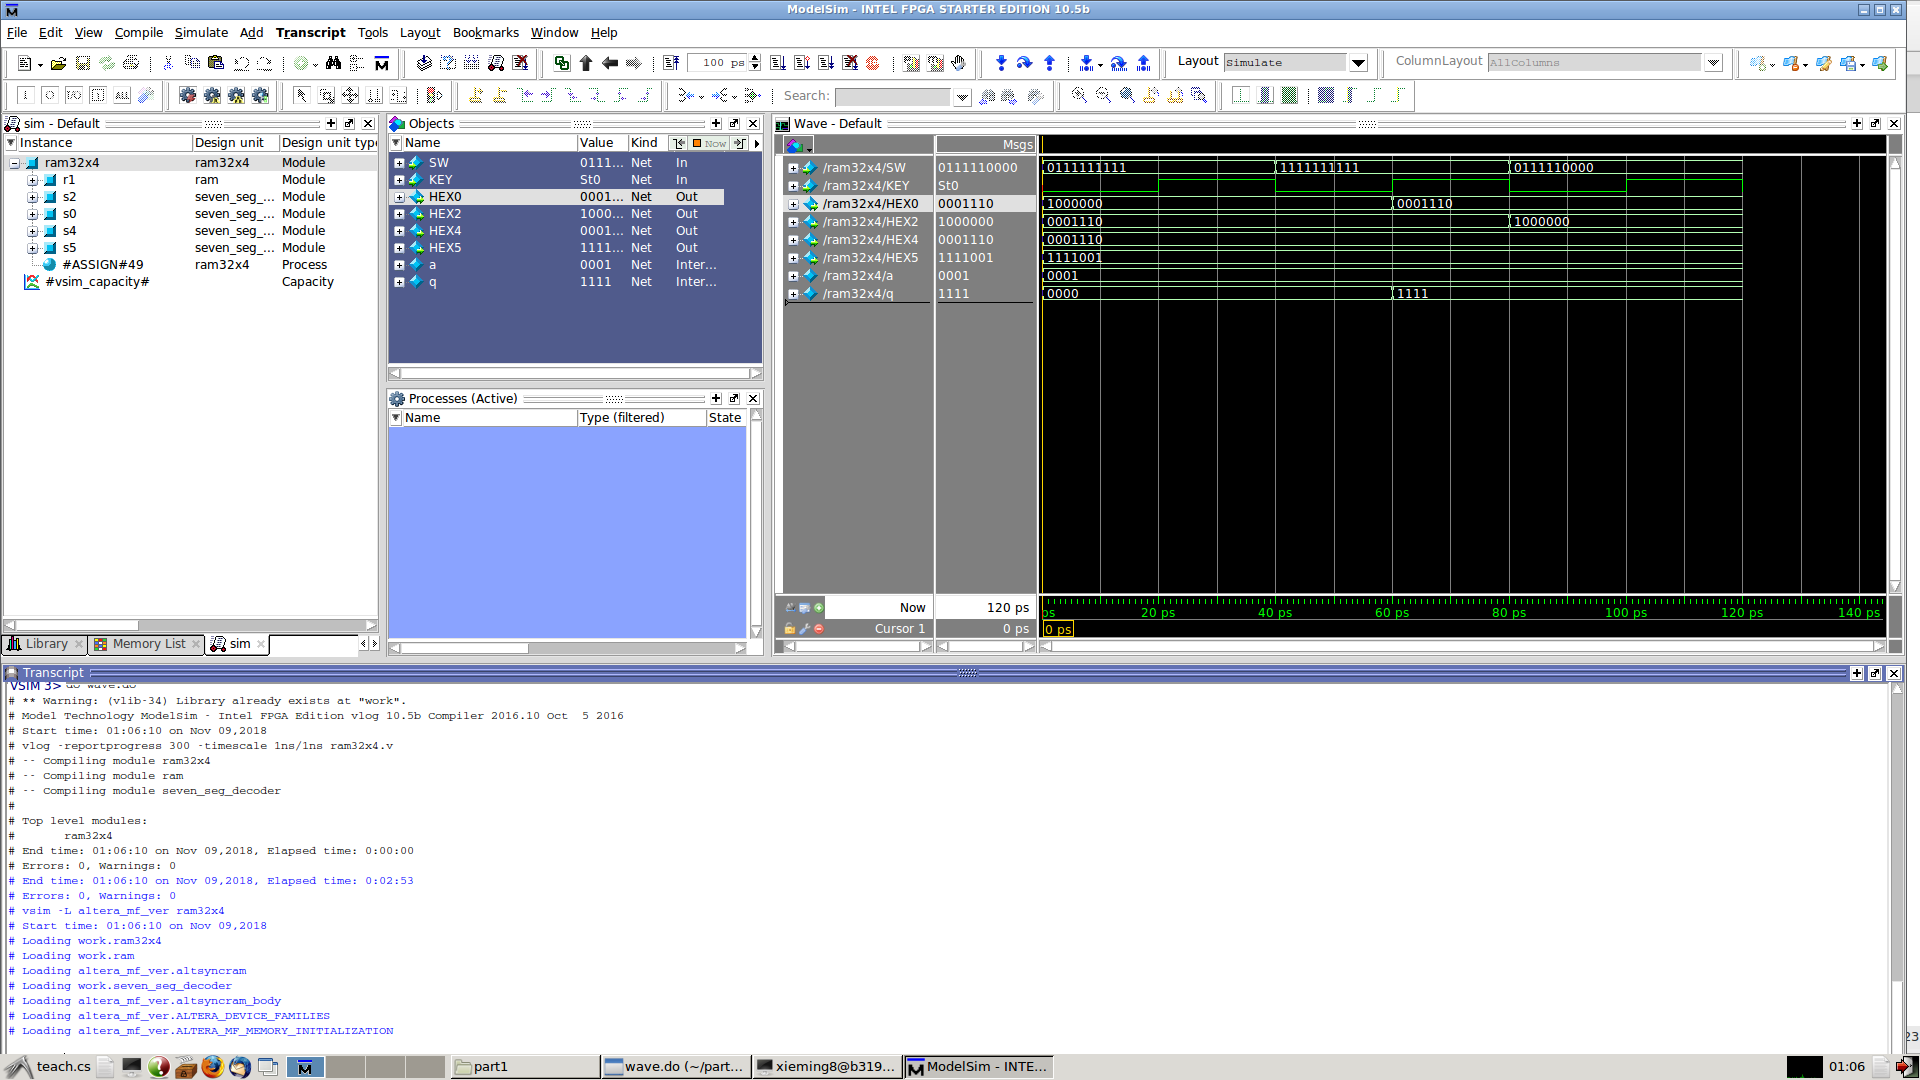 ModelSim - INTEL FPGA STARTER EDITION 10.5b
File Edit View Compile Simulate Add Transcript Tools Layout Bookmarks Window Help
100 ps
Layout Simulate
ColumnLayout AllColumns
ALL
Search:
sim - Default
Instance Design unit Design unit type
ram32x4 ram32x4 Module
r1 ram Module
s2 seven_seg_... Module
s0 seven_seg_... Module
s4 seven_seg_... Module
s5 seven_seg_... Module
#ASSIGN#49 ram32x4 Process
#vsim_capacity# Capacity
Library Memory List sim
Objects
Name Value Kind Now
SW 0111... Net In
KEY St0 Net In
HEX0 0001... Net Out
HEX2 1000... Net Out
HEX4 0001... Net Out
HEX5 1111... Net Out
a 0001 Net Inter...
q 1111 Net Inter...
Processes (Active)
Name Type (filtered) State
Wave - Default
Msgs
/ram32x4/SW 0111110000 0111111111 1111111111 0111110000
/ram32x4/KEY St0
/ram32x4/HEX0 0001110 1000000 0001110
/ram32x4/HEX2 1000000 0001110 1000000
/ram32x4/HEX4 0001110 0001110
/ram32x4/HEX5 1111001 1111001
/ram32x4/a 0001 0001
/ram32x4/q 1111 0000 1111
Now 120 ps ps 20 ps 40 ps 60 ps 80 ps 100 ps 120 ps 140 ps
Cursor 1 0 ps 0 ps
Transcript
VSIM 3> do wave.do
# ** Warning: (vlib-34) Library already exists at "work".
# Model Technology ModelSim - Intel FPGA Edition vlog 10.5b Compiler 2016.10 Oct  5 2016
# Start time: 01:06:10 on Nov 09,2018
# vlog -reportprogress 300 -timescale 1ns/1ns ram32x4.v
# -- Compiling module ram32x4
# -- Compiling module ram
# -- Compiling module seven_seg_decoder
#
# Top level modules:
# ram32x4
# End time: 01:06:10 on Nov 09,2018, Elapsed time: 0:00:00
# Errors: 0, Warnings: 0
# End time: 01:06:10 on Nov 09,2018, Elapsed time: 0:02:53
# Errors: 0, Warnings: 0
# vsim -L altera_mf_ver ram32x4
# Start time: 01:06:10 on Nov 09,2018
# Loading work.ram32x4
# Loading work.ram
# Loading altera_mf_ver.altsyncram
# Loading work.seven_seg_decoder
# Loading altera_mf_ver.altsyncram_body
# Loading altera_mf_ver.ALTERA_DEVICE_FAMILIES
# Loading altera_mf_ver.ALTERA_MF_MEMORY_INITIALIZATION
23
teach.cs part1 wave.do (~/part... xieming8@b319... ModelSim - INTE... 01:06